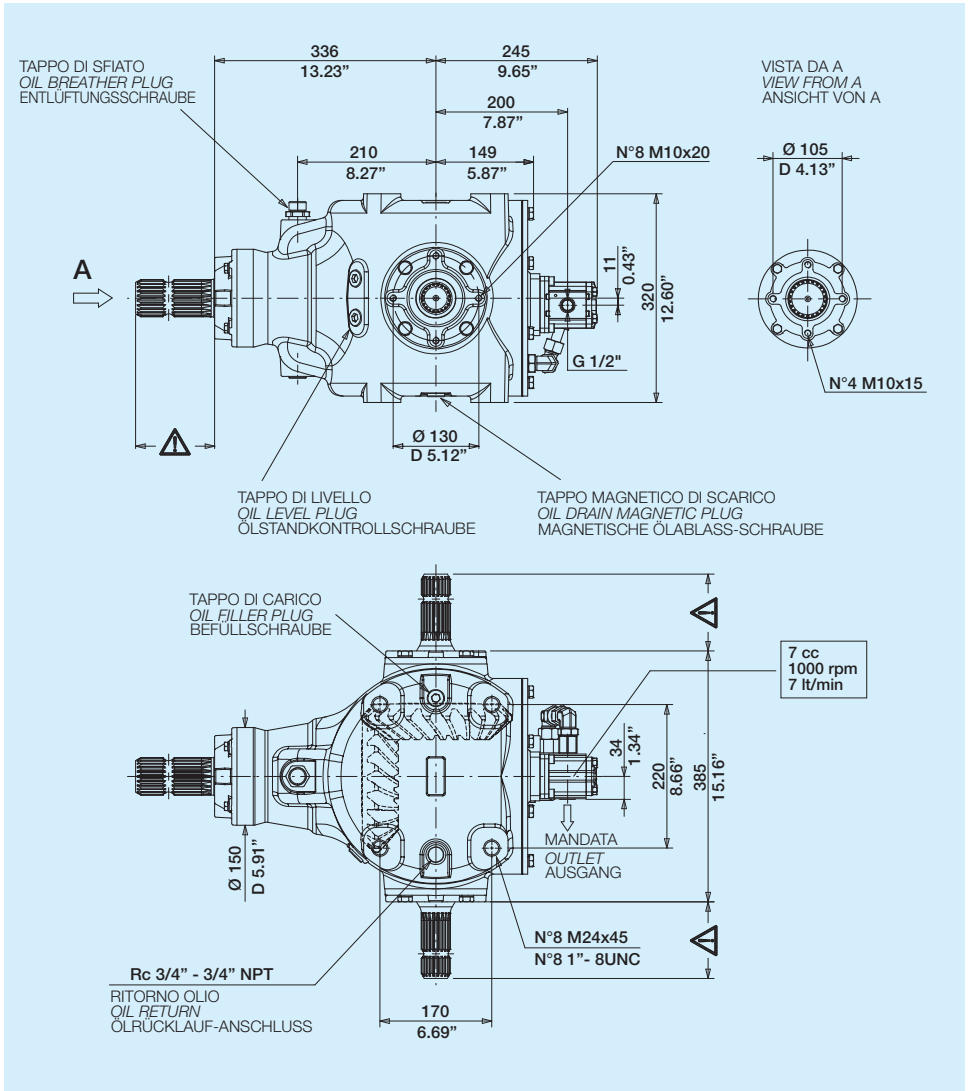 TAPPO DI SFIATO
OIL BREATHER PLUG
ENTLÜFTUNGSSCHRAUBE
336
13.23”
245
9.65”
200
7.87”
210
8.27”
149
5.87”
N°8 M10x20
VISTA DA A
VIEW FROM A
ANSICHT VON A
Ø 105
D 4.13”
A
11
0.43”
320
12.60”
G 1/2"
N°4 M10x15
Ø 130
D 5.12”
TAPPO DI LIVELLO
OIL LEVEL PLUG
ÖLSTANDKONTROLLSCHRAUBE
TAPPO MAGNETICO DI SCARICO
OIL DRAIN MAGNETIC PLUG
MAGNETISCHE ÖLABLASS-SCHRAUBE
TAPPO DI CARICO
OIL FILLER PLUG
BEFÜLLSCHRAUBE
7 cc
1000 rpm
7 lt/min
34
1.34”
220
8.66”
385
15.16”
MANDATA
OUTLET
AUSGANG
Ø 150
D 5.91”
N°8 M24x45
N°8 1”- 8UNC
Rc 3/4” - 3/4” NPT
RITORNO OLIO
OIL RETURN
ÖLRÜCKLAUF-ANSCHLUSS
170
6.69”